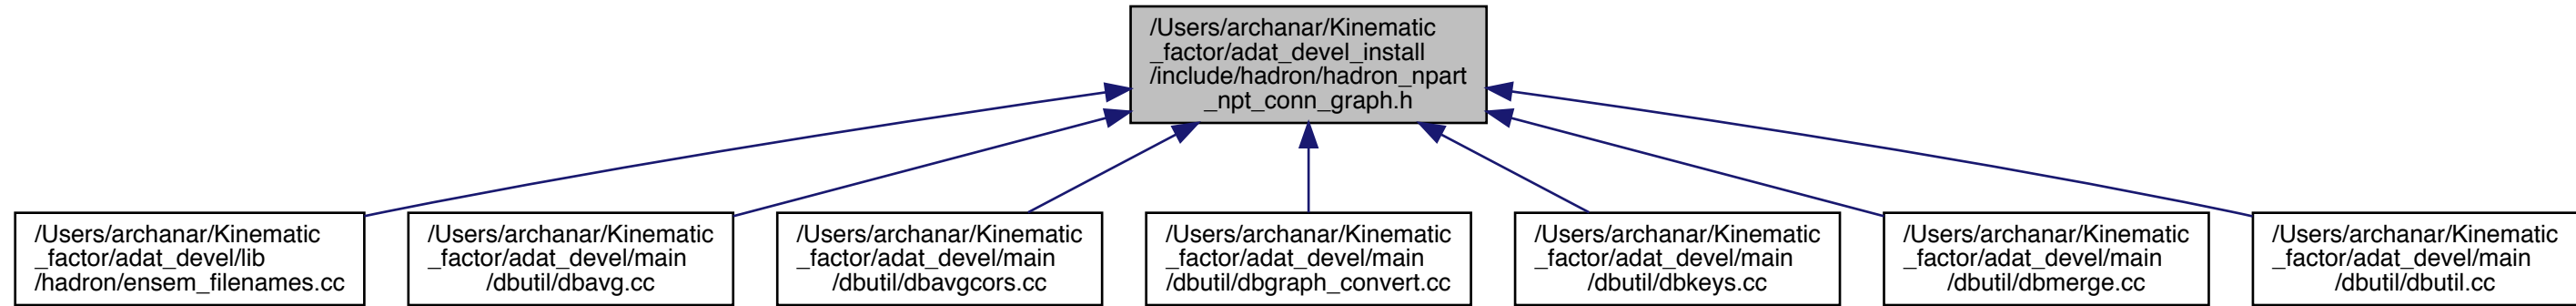 /Users/archanar/Kinematic
_factor/adat_devel_install
/include/hadron/hadron_npart
_npt_conn_graph.h
/Users/archanar/Kinematic
_factor/adat_devel/lib
/hadron/ensem_filenames.cc
/Users/archanar/Kinematic
_factor/adat_devel/main
/dbutil/dbavg.cc
/Users/archanar/Kinematic
_factor/adat_devel/main
/dbutil/dbavgcors.cc
/Users/archanar/Kinematic
_factor/adat_devel/main
/dbutil/dbgraph_convert.cc
/Users/archanar/Kinematic
_factor/adat_devel/main
/dbutil/dbkeys.cc
/Users/archanar/Kinematic
_factor/adat_devel/main
/dbutil/dbmerge.cc
/Users/archanar/Kinematic
_factor/adat_devel/main
/dbutil/dbutil.cc